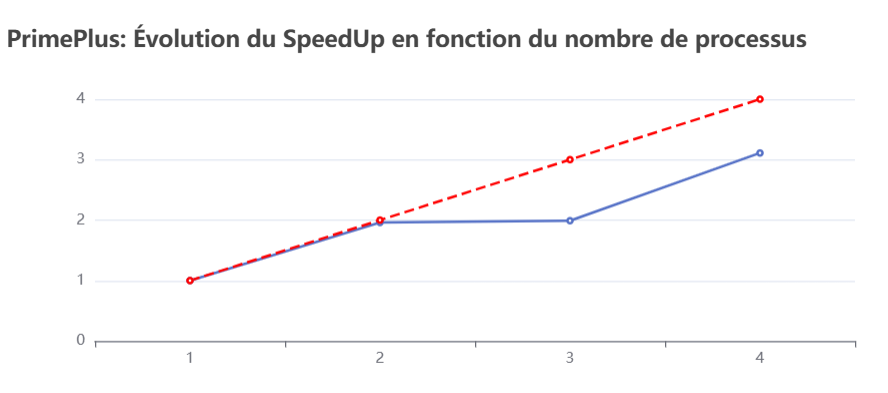 PrimePlus: Évolution du SpeedUp en fonction du nombre de processus
4
3
2
1
0
1 2 3 4